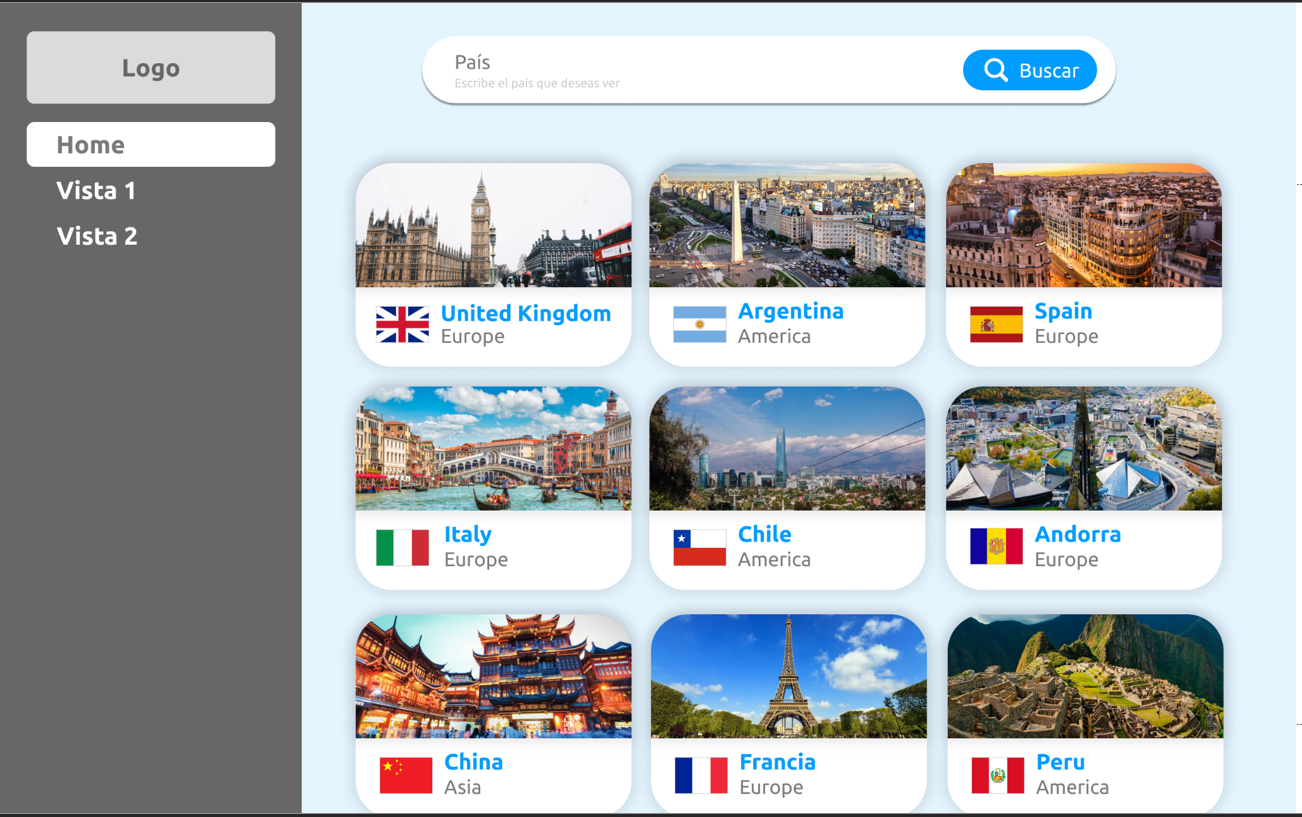 Logo
Home
Vista 1
Vista 2
País
Escribe el país que deseas ver
Buscar
United Kingdom
Europe
Argentina
America
Spain
Europe
Italy
Europe
Chile
America
Andorra
Europe
China
Asia
Francia
Europe
Peru
America